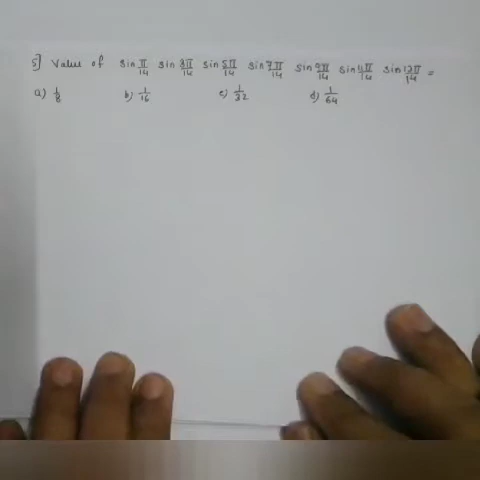 5] Value of sin π/14 sin 3π/14 sin 5π/14 sin 7π/14 sin 9π/14 sin 11π/14 sin 13π/14 =
a) 1/8 b) 1/16 c) 1/32 d) 1/64